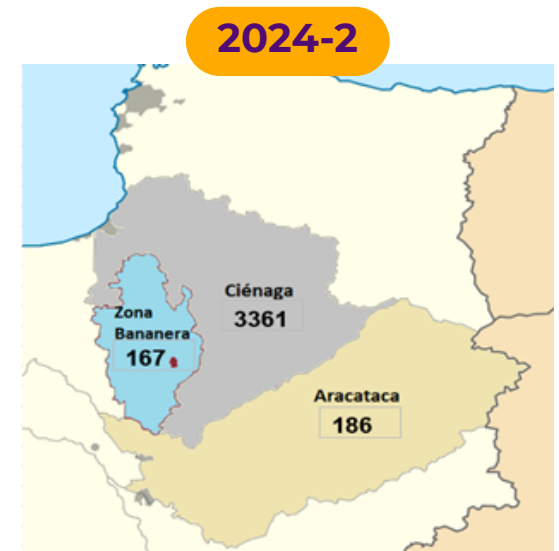 2024-2
Ciénaga
3361
Zona
Bananera
167
Aracataca
186